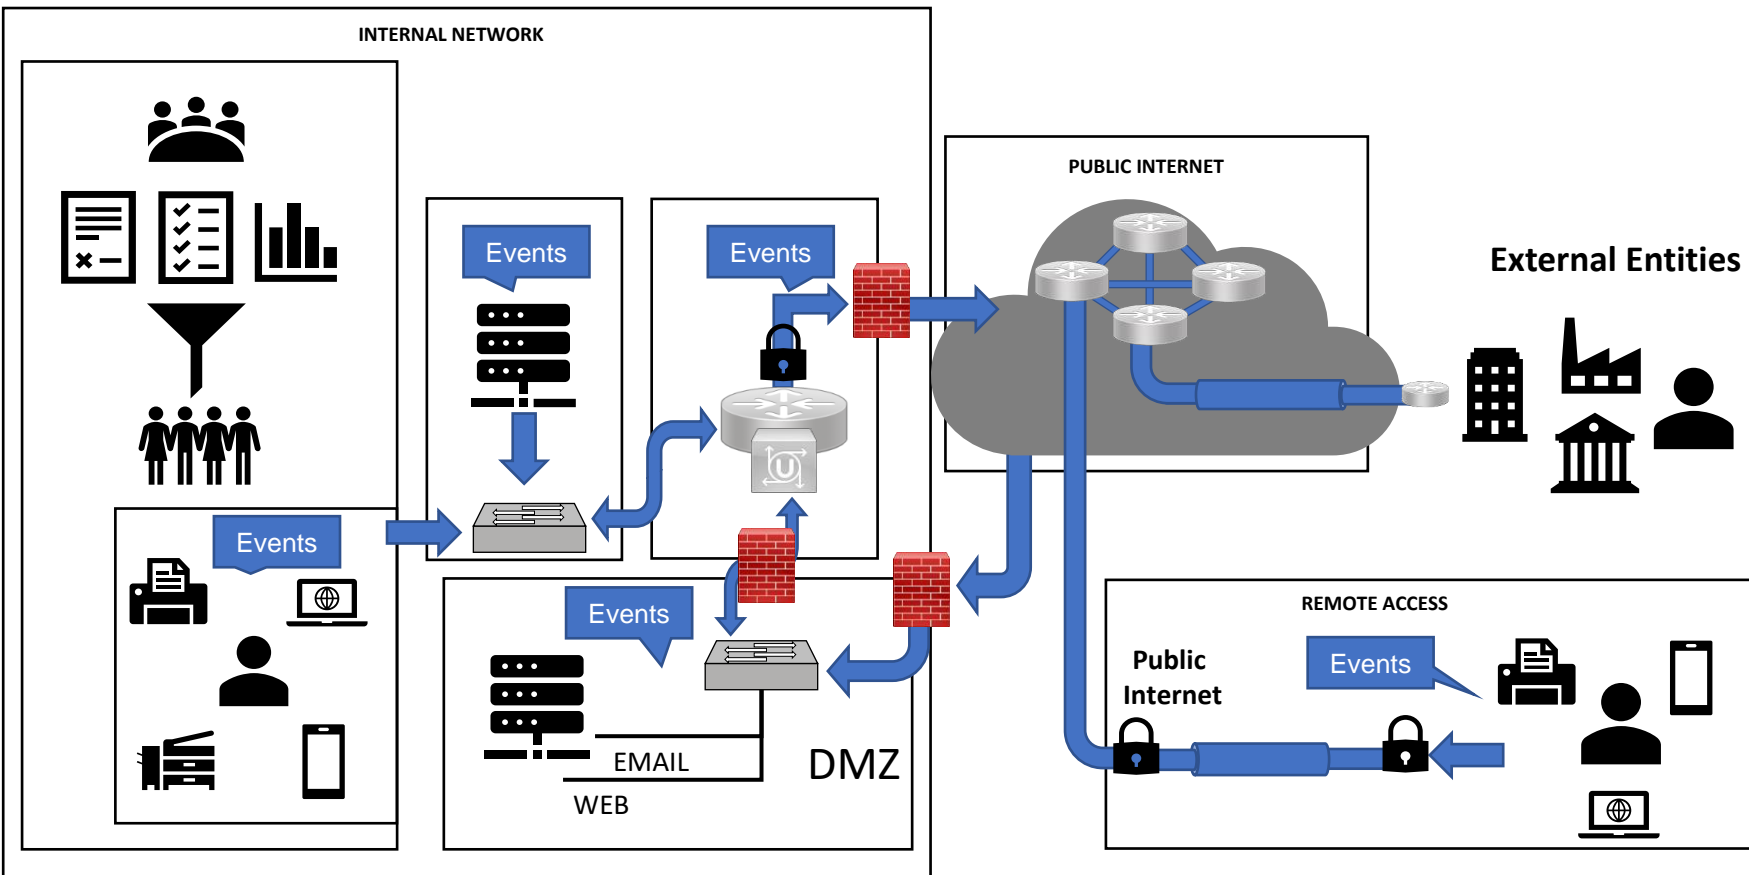 INTERNAL NETWORK
PUBLIC INTERNET
Events
Events
External Entities
U
Events
Events
REMOTE ACCESS
Public
Internet
Events
EMAIL
DMZ
WEB